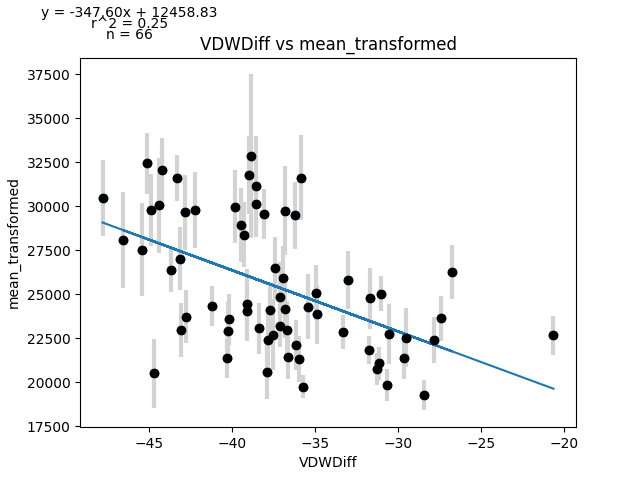 y = -347.60x + 12458.83
r^2 = 0.25
n = 66
VDWDiff vs mean_transformed
37500
35000
32500
30000
27500
25000
22500
20000
17500
mean_transformed
−45 −40 −35 −30 −25 −20
VDWDiff